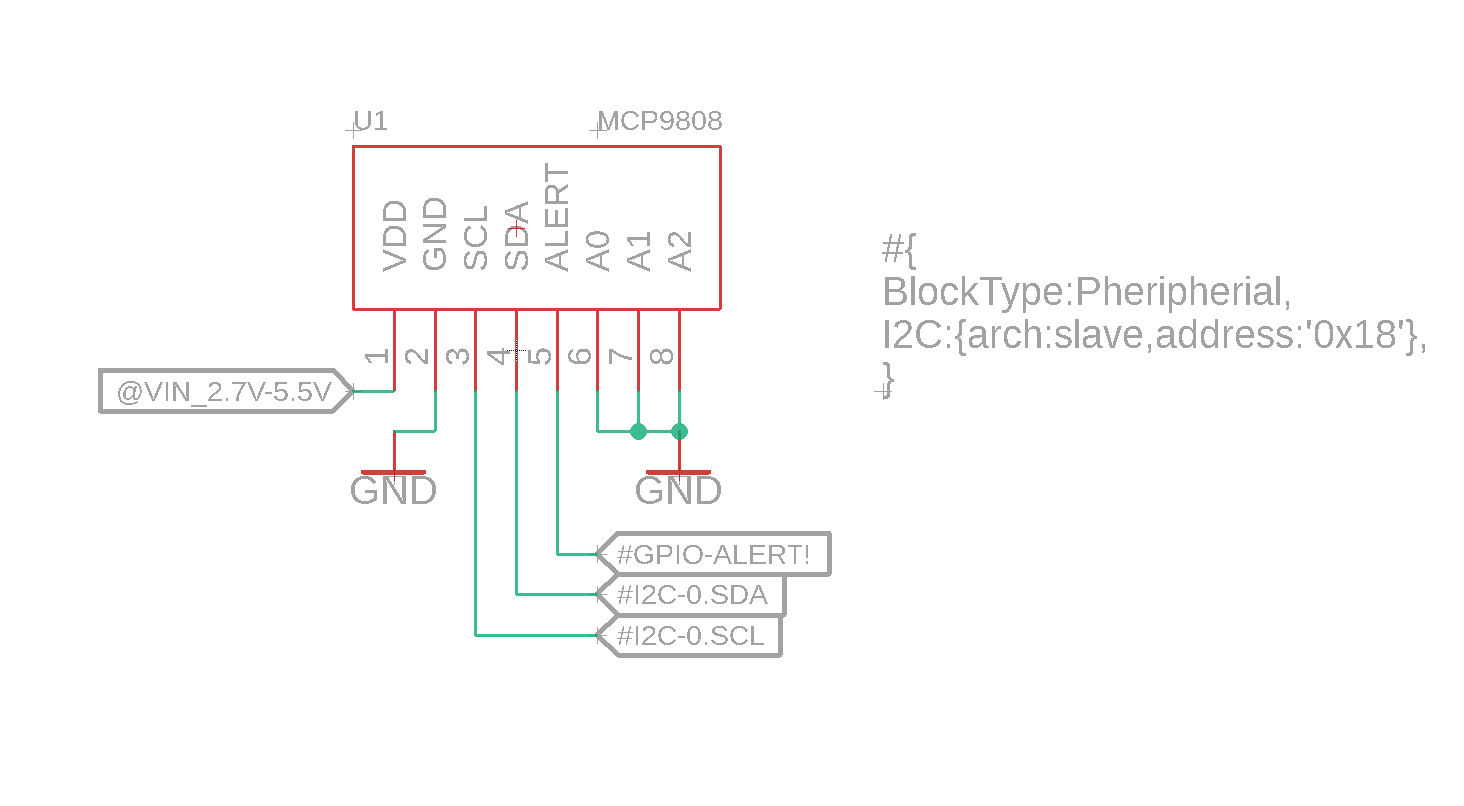 U1
MCP9808
VDD
GND
SCL
SDA
ALERT
A0
A1
A2
1
2
3
4
5
6
7
8
@VIN_2.7V-5.5V
GND
GND
#GPIO-ALERT!
#I2C-0.SDA
#I2C-0.SCL
#{
BlockType:Pheripherial,
I2C:{arch:slave,address:'0x18'},
}